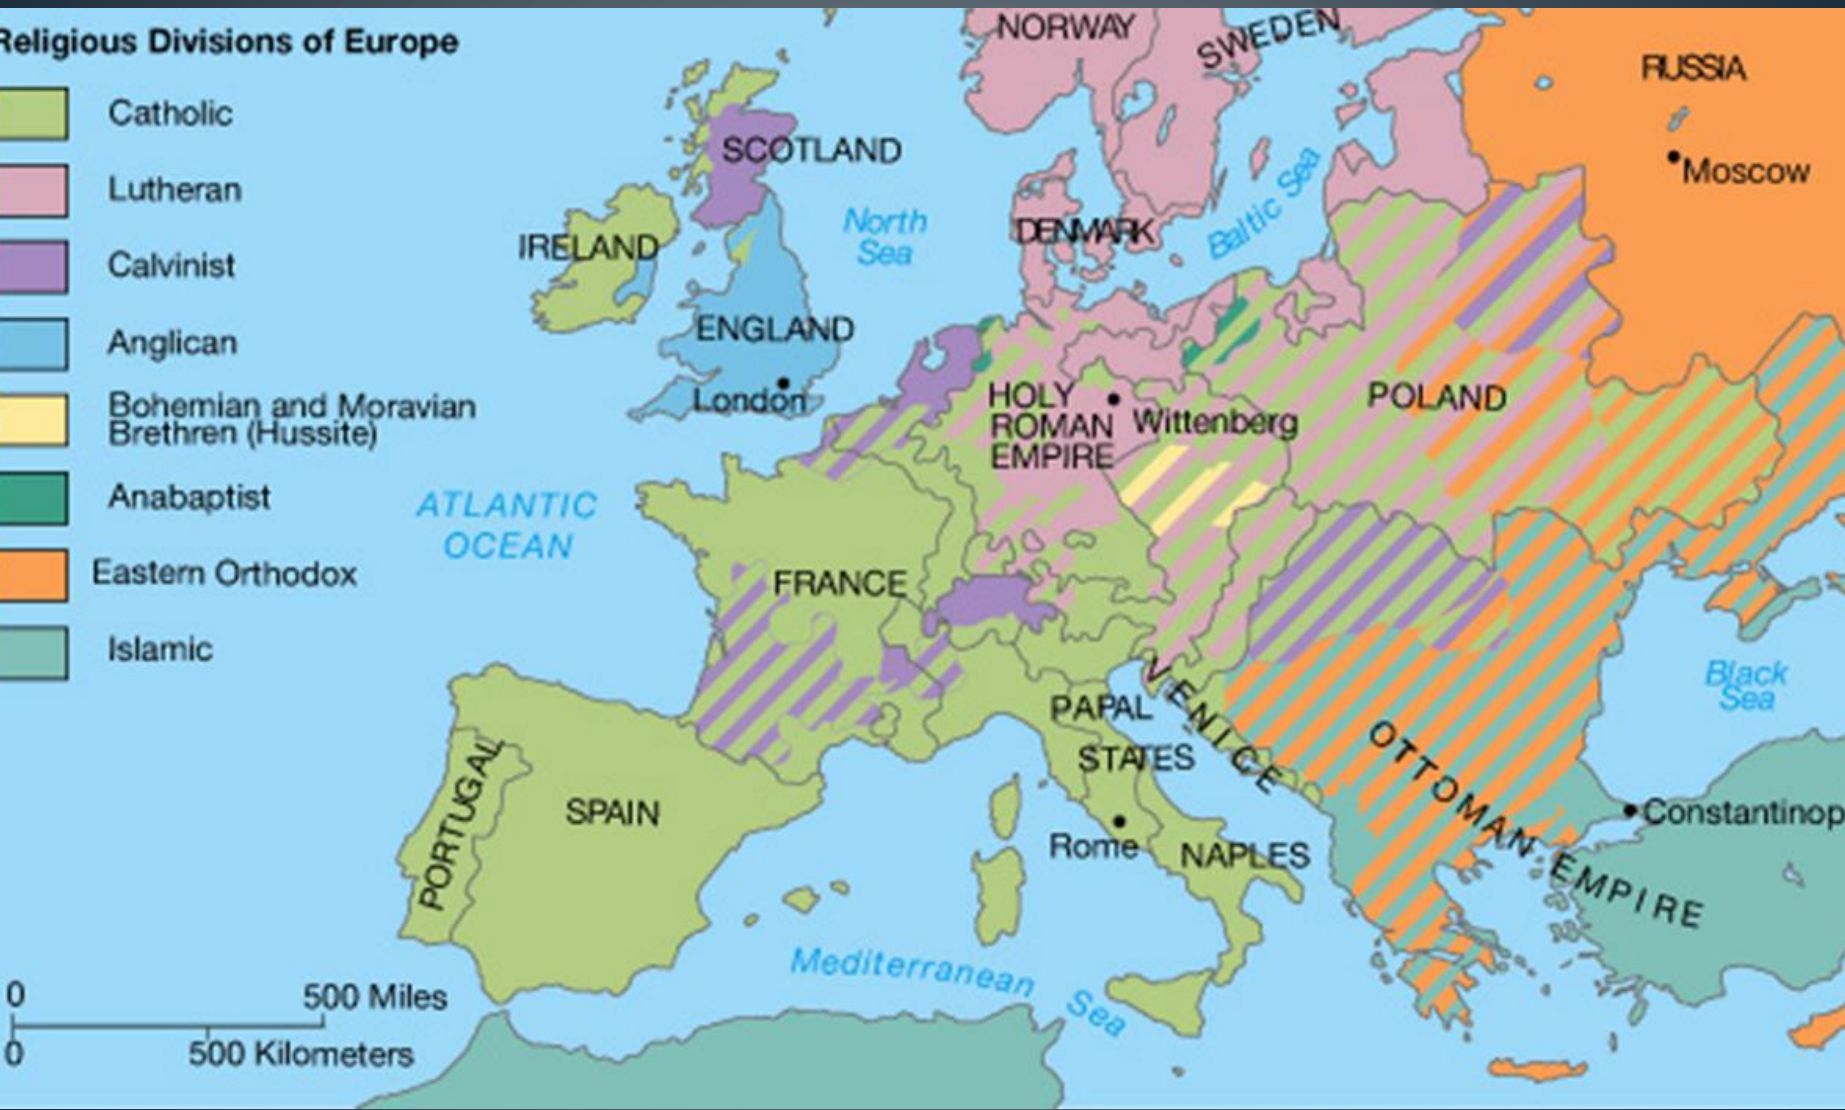 Religious Divisions of Europe
Catholic
Lutheran
Calvinist
Anglican
Bohemian and Moravian
Brethren (Hussite)
Anabaptist
Eastern Orthodox
Islamic
NORWAY
SWEDEN
RUSSIA
Moscow
SCOTLAND
North
Sea
IRELAND
DENMARK
Baltic Sea
ENGLAND
London
HOLY
ROMAN
EMPIRE
Wittenberg
POLAND
ATLANTIC
OCEAN
FRANCE
Black
Sea
VENICE
PAPAL
STATES
OTTOMAN EMPIRE
PORTUGAL
SPAIN
Rome
NAPLES
Constantinop
Mediterranean Sea
0 500 Miles
0 500 Kilometers